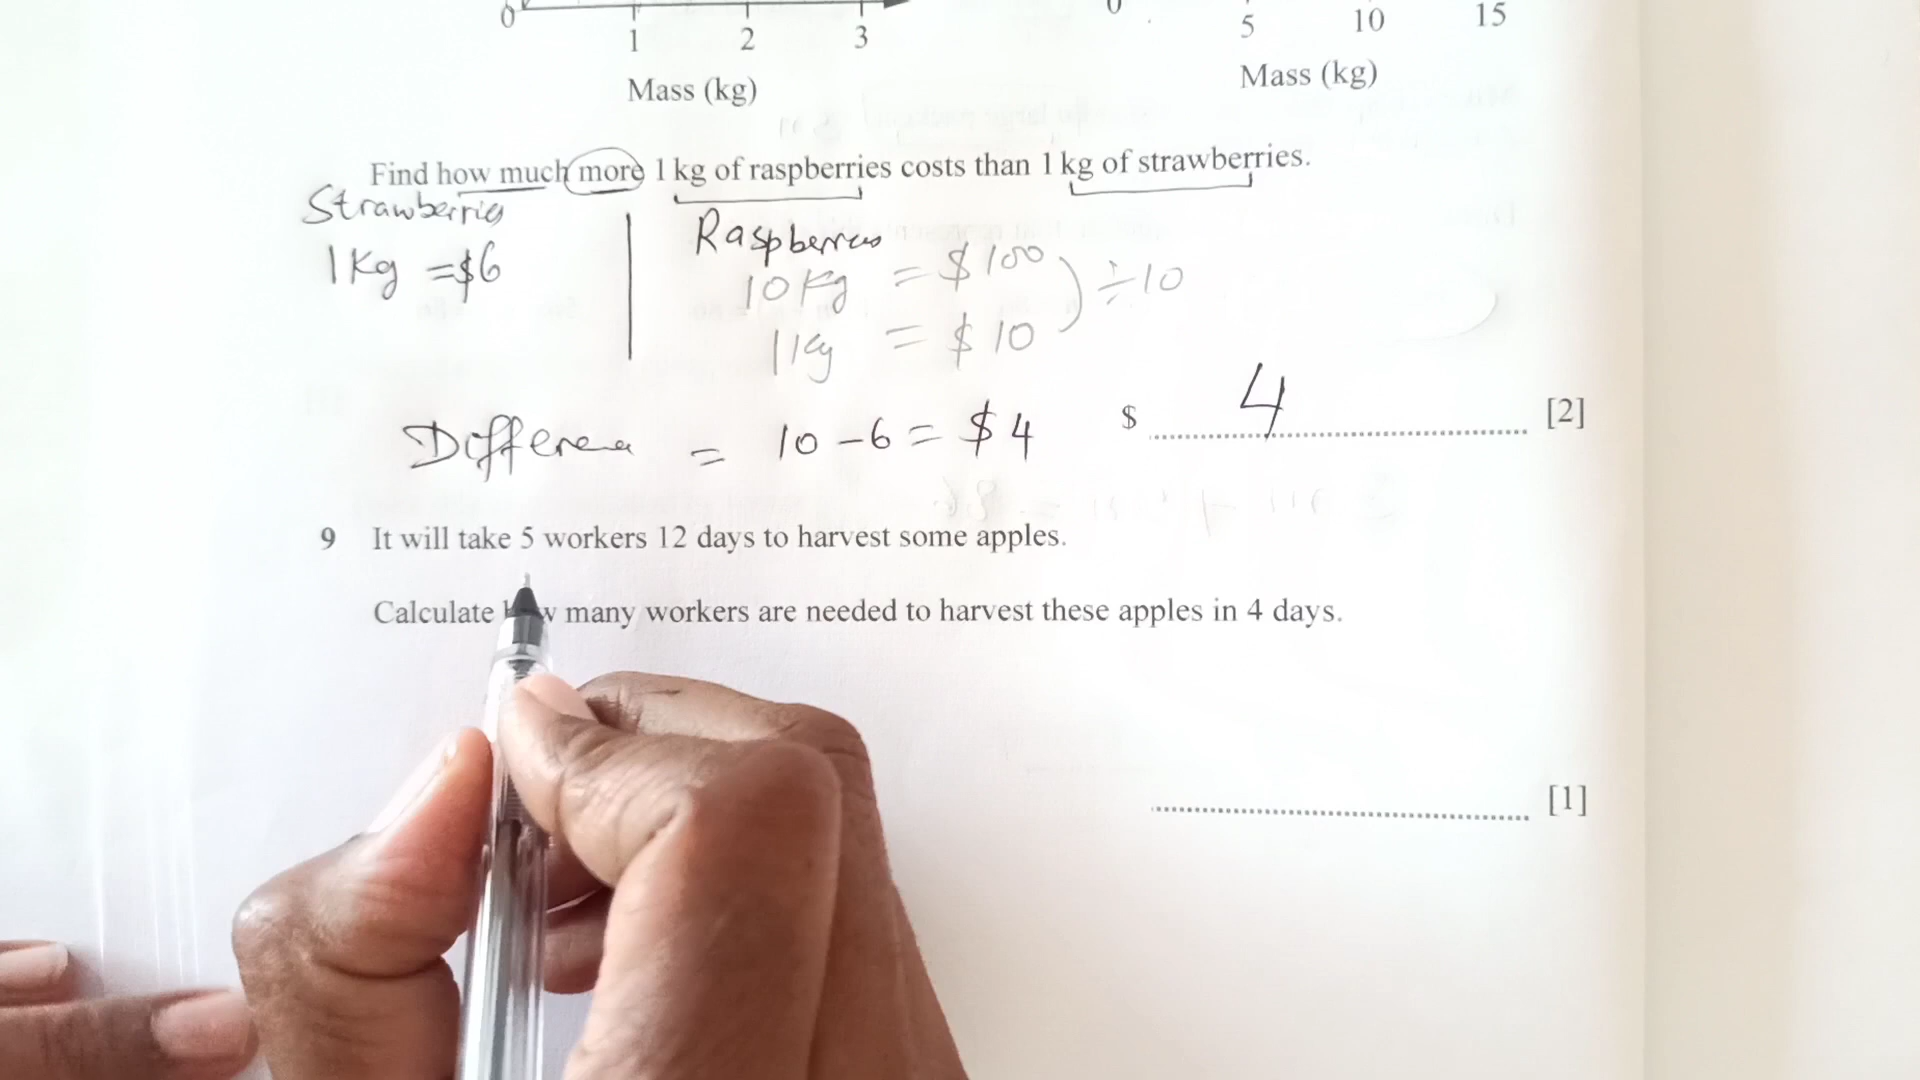 0 1 2 3
Mass (kg)
0 5 10 15
Mass (kg)
Find how much more 1 kg of raspberries costs than 1 kg of strawberries.
Strawberries
1Kg = $6
Raspberries
10Kg = $100
÷10
1Kg = $10
Difference = 10 - 6 = $4
$ 4 [2]
9 It will take 5 workers 12 days to harvest some apples.
Calculate how many workers are needed to harvest these apples in 4 days.
[1]